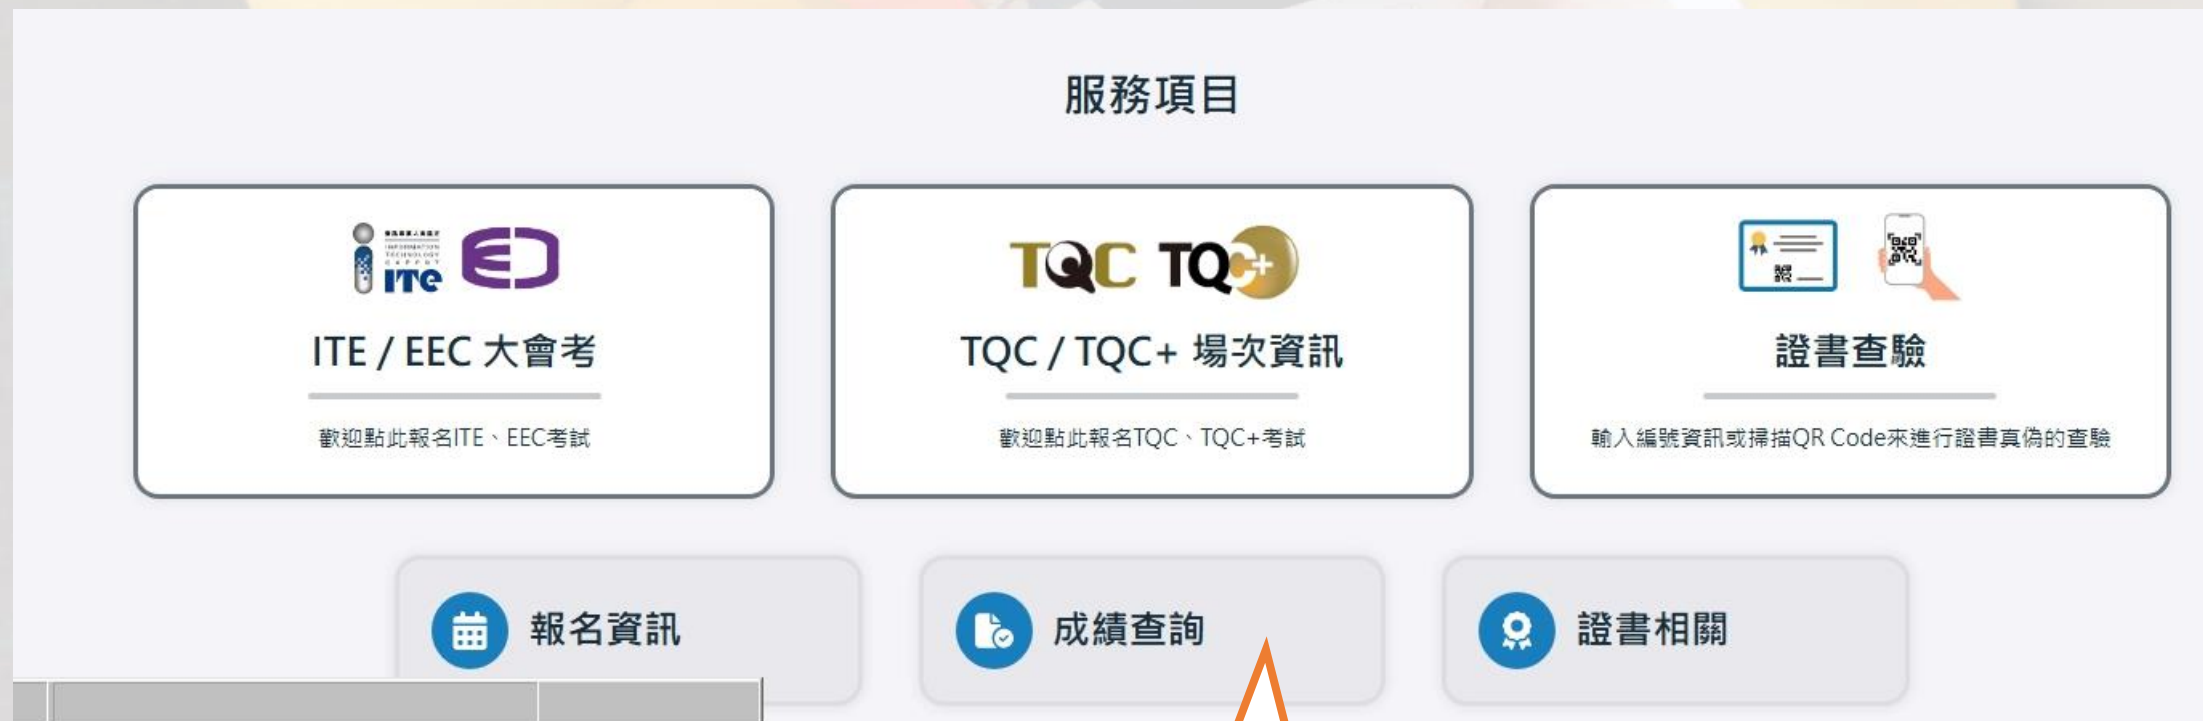 服務項目
iTe
ITE / EEC 大會考
歡迎點此報名ITE、EEC考試
TQC TQC+
TQC / TQC+ 場次資訊
歡迎點此報名TQC、TQC+考試
證書查驗
輸入編號資訊或掃描QR Code來進行證書真偽的查驗
報名資訊
成績查詢
證書相關